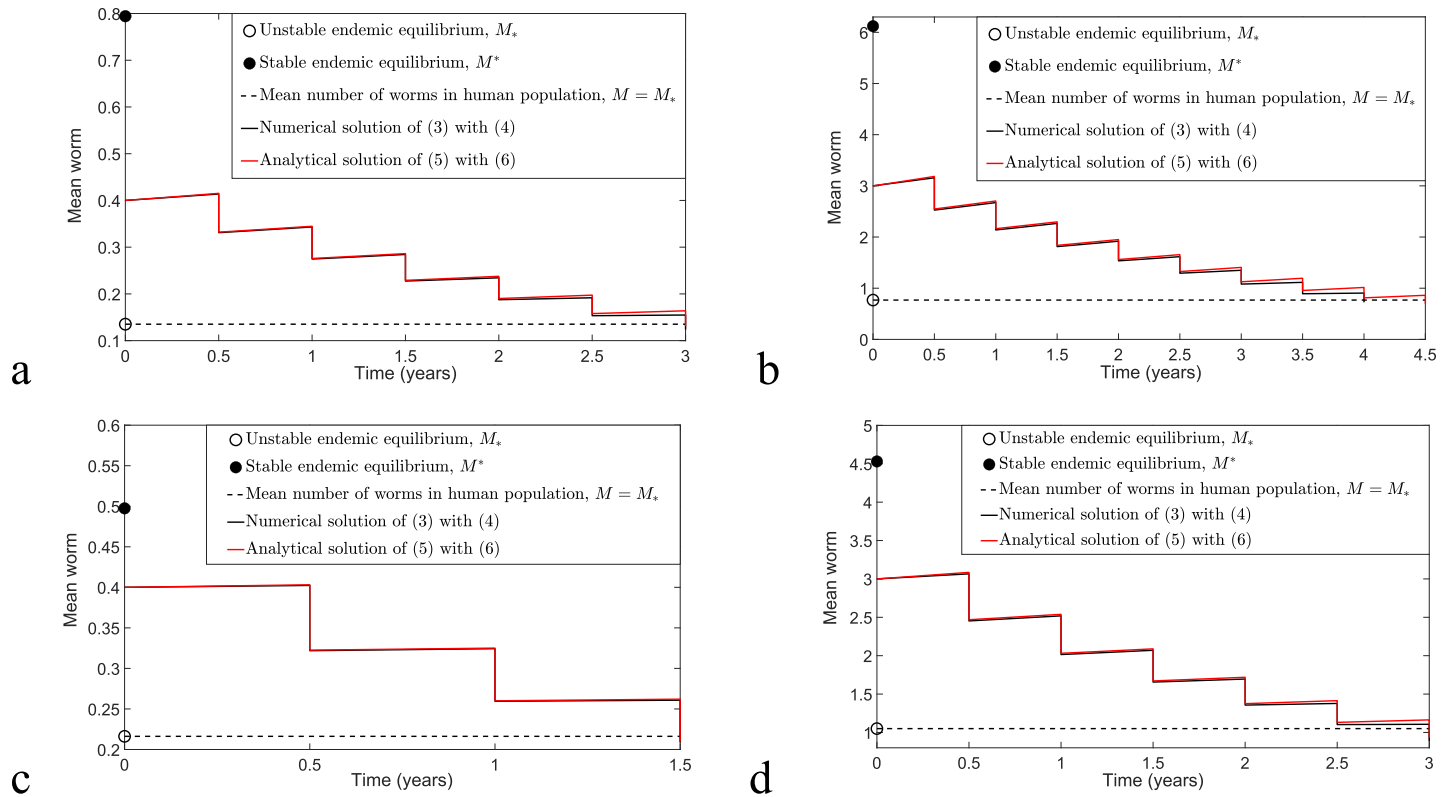 0.8
0.7
0.6
0.5
0.4
0.3
0.2
0.1
Mean worm
Unstable endemic equilibrium, M∗
Stable endemic equilibrium, M*
Mean number of worms in human population, M = M∗
Numerical solution of (3) with (4)
Analytical solution of (5) with (6)
0 0.5 1 1.5 2 2.5 3
Time (years)
a
6
5
4
3
2
1
0
Mean worm
Unstable endemic equilibrium, M∗
Stable endemic equilibrium, M*
Mean number of worms in human population, M = M∗
Numerical solution of (3) with (4)
Analytical solution of (5) with (6)
0 0.5 1 1.5 2 2.5 3 3.5 4 4.5
Time (years)
b
0.6
0.55
0.5
0.45
0.4
0.35
0.3
0.25
0.2
Mean worm
Unstable endemic equilibrium, M∗
Stable endemic equilibrium, M*
Mean number of worms in human population, M = M∗
Numerical solution of (3) with (4)
Analytical solution of (5) with (6)
0 0.5 1 1.5
Time (years)
c
5
4.5
4
3.5
3
2.5
2
1.5
1
Mean worm
Unstable endemic equilibrium, M∗
Stable endemic equilibrium, M*
Mean number of worms in human population, M = M∗
Numerical solution of (3) with (4)
Analytical solution of (5) with (6)
0 0.5 1 1.5 2 2.5 3
Time (years)
d